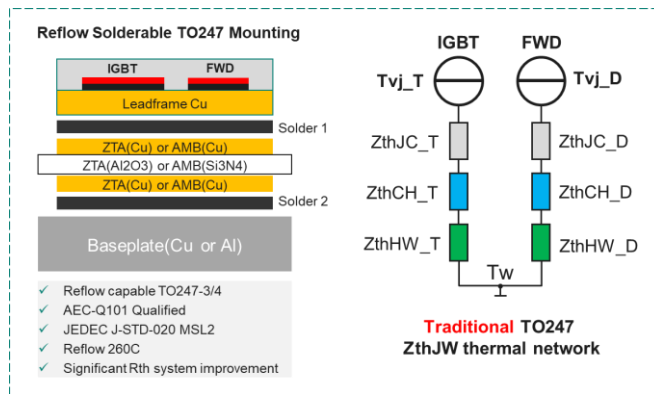 Reflow Solderable TO247 Mounting
IGBT
FWD
Leadframe Cu
Solder 1
ZTA(Cu) or AMB(Cu)
ZTA(Al2O3) or AMB(Si3N4)
ZTA(Cu) or AMB(Cu)
Solder 2
Baseplate(Cu or Al)
✓ Reflow capable TO247-3/4
✓ AEC-Q101 Qualified
✓ JEDEC J-STD-020 MSL2
✓ Reflow 260C
✓ Significant Rth system improvement
IGBT
FWD
Tvj_T
Tvj_D
ZthJC_T
ZthJC_D
ZthCH_T
ZthCH_D
ZthHW_T
ZthHW_D
Tw
Traditional TO247
ZthJW thermal network